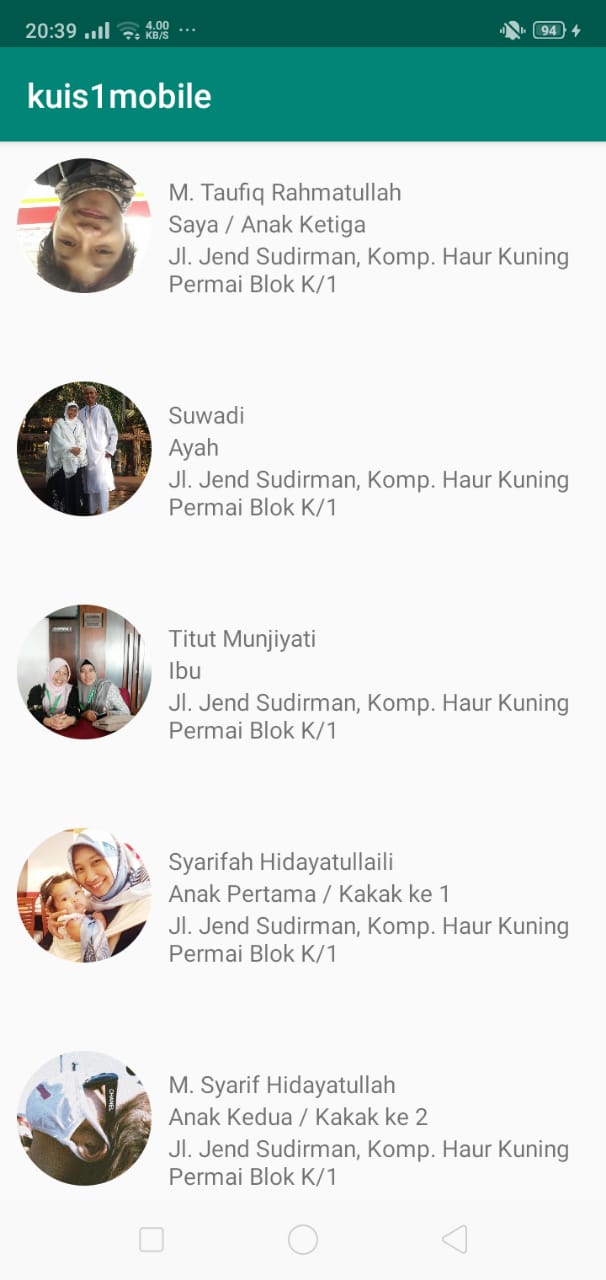 20:39 4.00 KB/S ... 94
kuis1mobile
M. Taufiq Rahmatullah
Saya / Anak Ketiga
Jl. Jend Sudirman, Komp. Haur Kuning
Permai Blok K/1
Suwadi
Ayah
Jl. Jend Sudirman, Komp. Haur Kuning
Permai Blok K/1
Titut Munjiyati
Ibu
Jl. Jend Sudirman, Komp. Haur Kuning
Permai Blok K/1
Syarifah Hidayatullaili
Anak Pertama / Kakak ke 1
Jl. Jend Sudirman, Komp. Haur Kuning
Permai Blok K/1
CHANEL
M. Syarif Hidayatullah
Anak Kedua / Kakak ke 2
Jl. Jend Sudirman, Komp. Haur Kuning
Permai Blok K/1